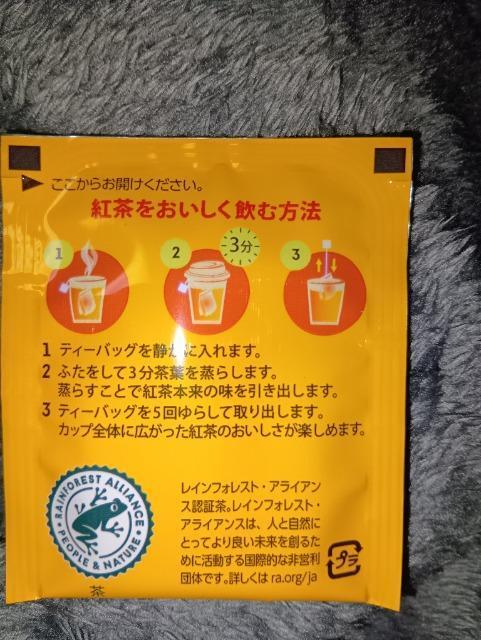 ここからお開けください。
紅茶をおいしく飲む方法
1
2
3分
3
1 ティーバッグを静かに入れます。
2 ふたをして3分茶葉を蒸らします。
蒸らすことで紅茶本来の味を引き出します。
3 ティーバッグを5回ゆらして取り出します。
カップ全体に広がった紅茶のおいしさが楽しめます。
RAINFOREST ALLIANCE
PEOPLE & NATURE
茶
レインフォレスト・アライアン
ス認証茶。レインフォレスト・
アライアンスは、人と自然に
とってより良い未来を創るた
めに活動する国際的な非営利
団体です。詳しくは ra.org/ja
プラ